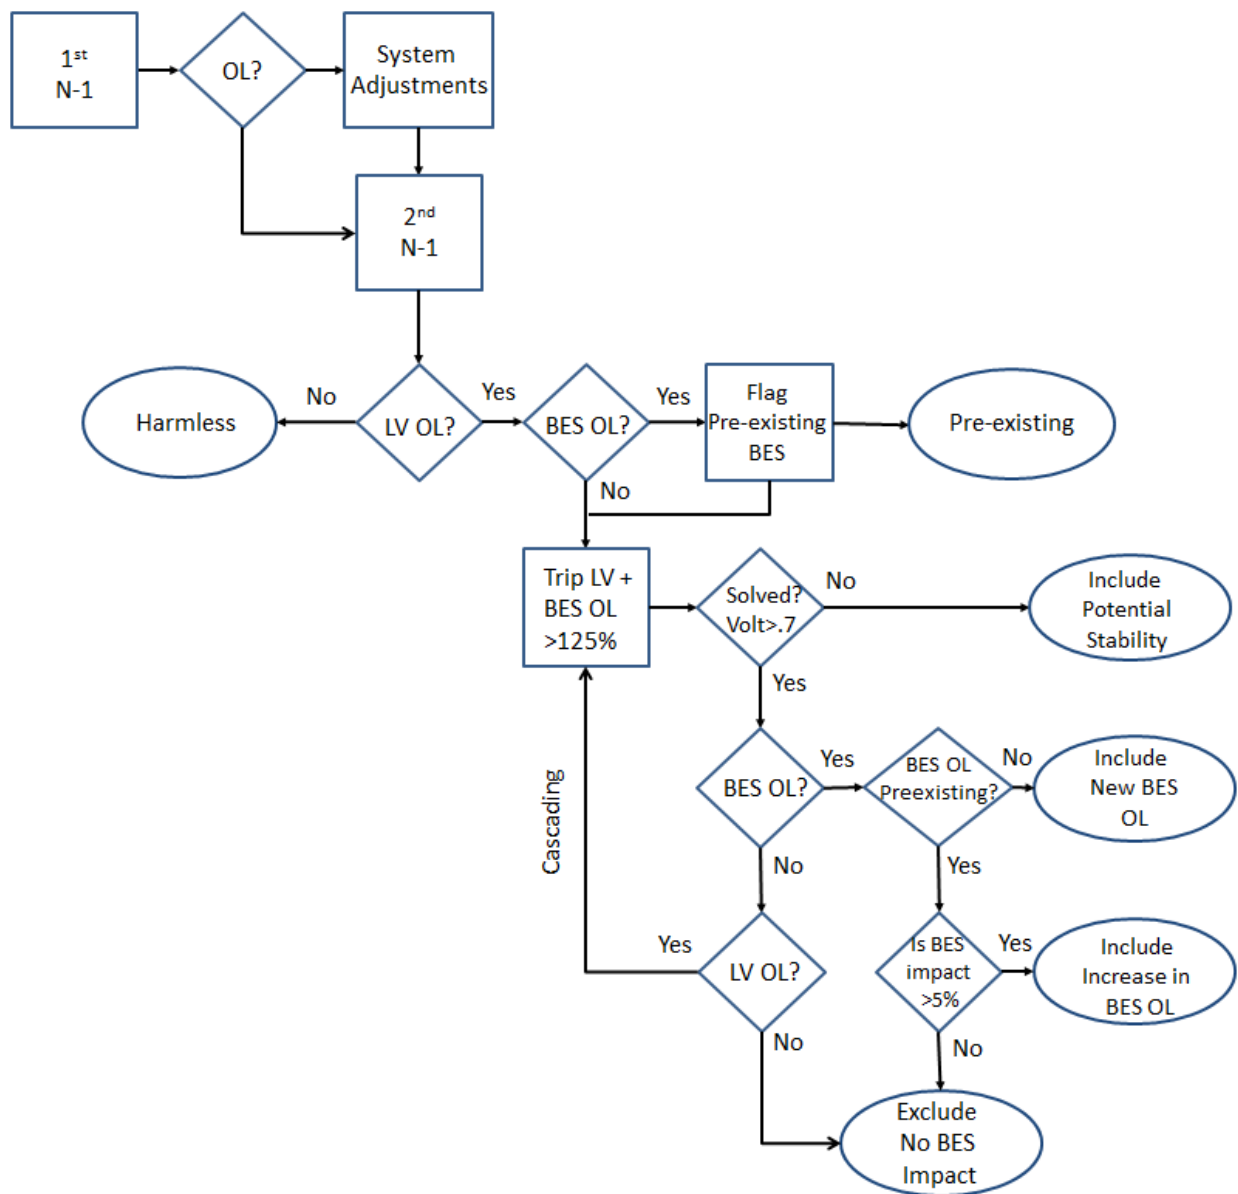 1st
N-1
OL?
System
Adjustments
2nd
N-1
Harmless
No
LV OL?
Yes
BES OL?
Yes
Flag
Pre-existing
BES
Pre-existing
No
Trip LV +
BES OL
>125%
Solved?
Volt>.7
No
Include
Potential
Stability
Yes
Cascading
BES OL?
Yes
BES OL
Preexisting?
No
Include
New BES
OL
No
Yes
Yes
LV OL?
Is BES
impact
>5%
Yes
Include
Increase in
BES OL
No
No
Exclude
No BES
Impact